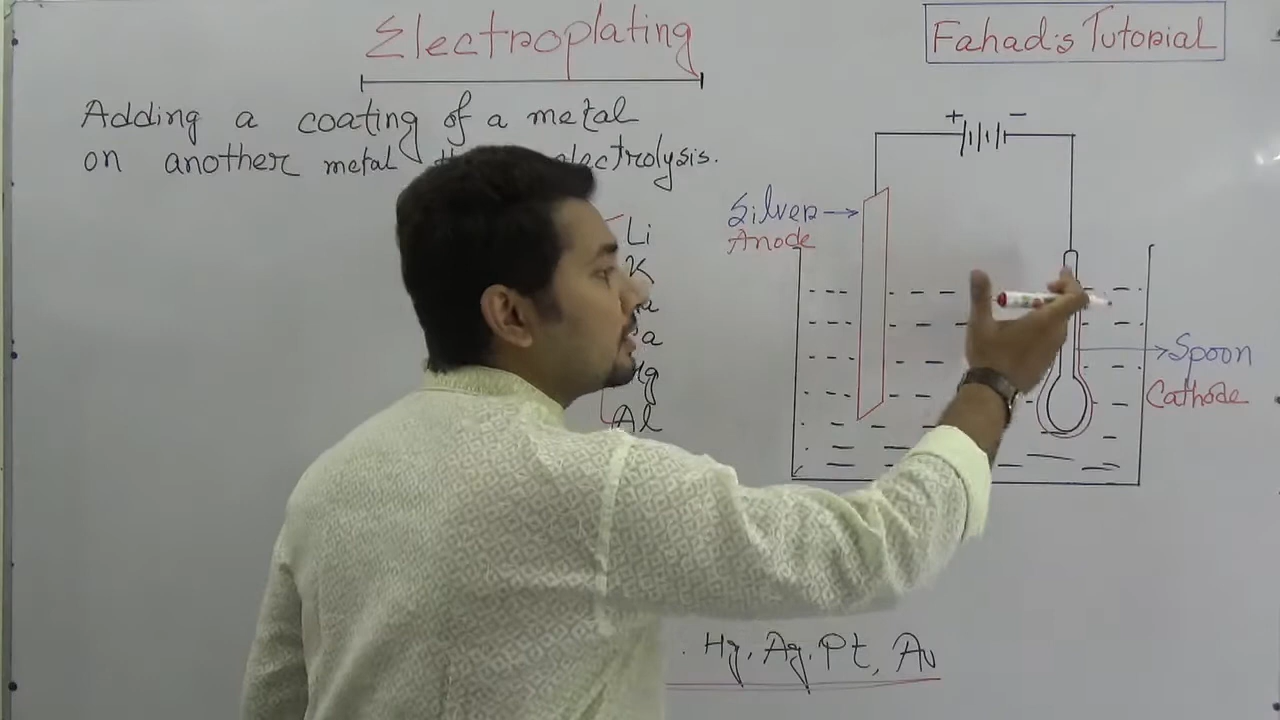 Electroplating
Fahad's Tutorial
Adding a coating of a metal
on another metal electrolysis.
+ −
Silver
Anode
Li
K
a
Al
Spoon
Cathode
Hg, Ag, Pt, Au